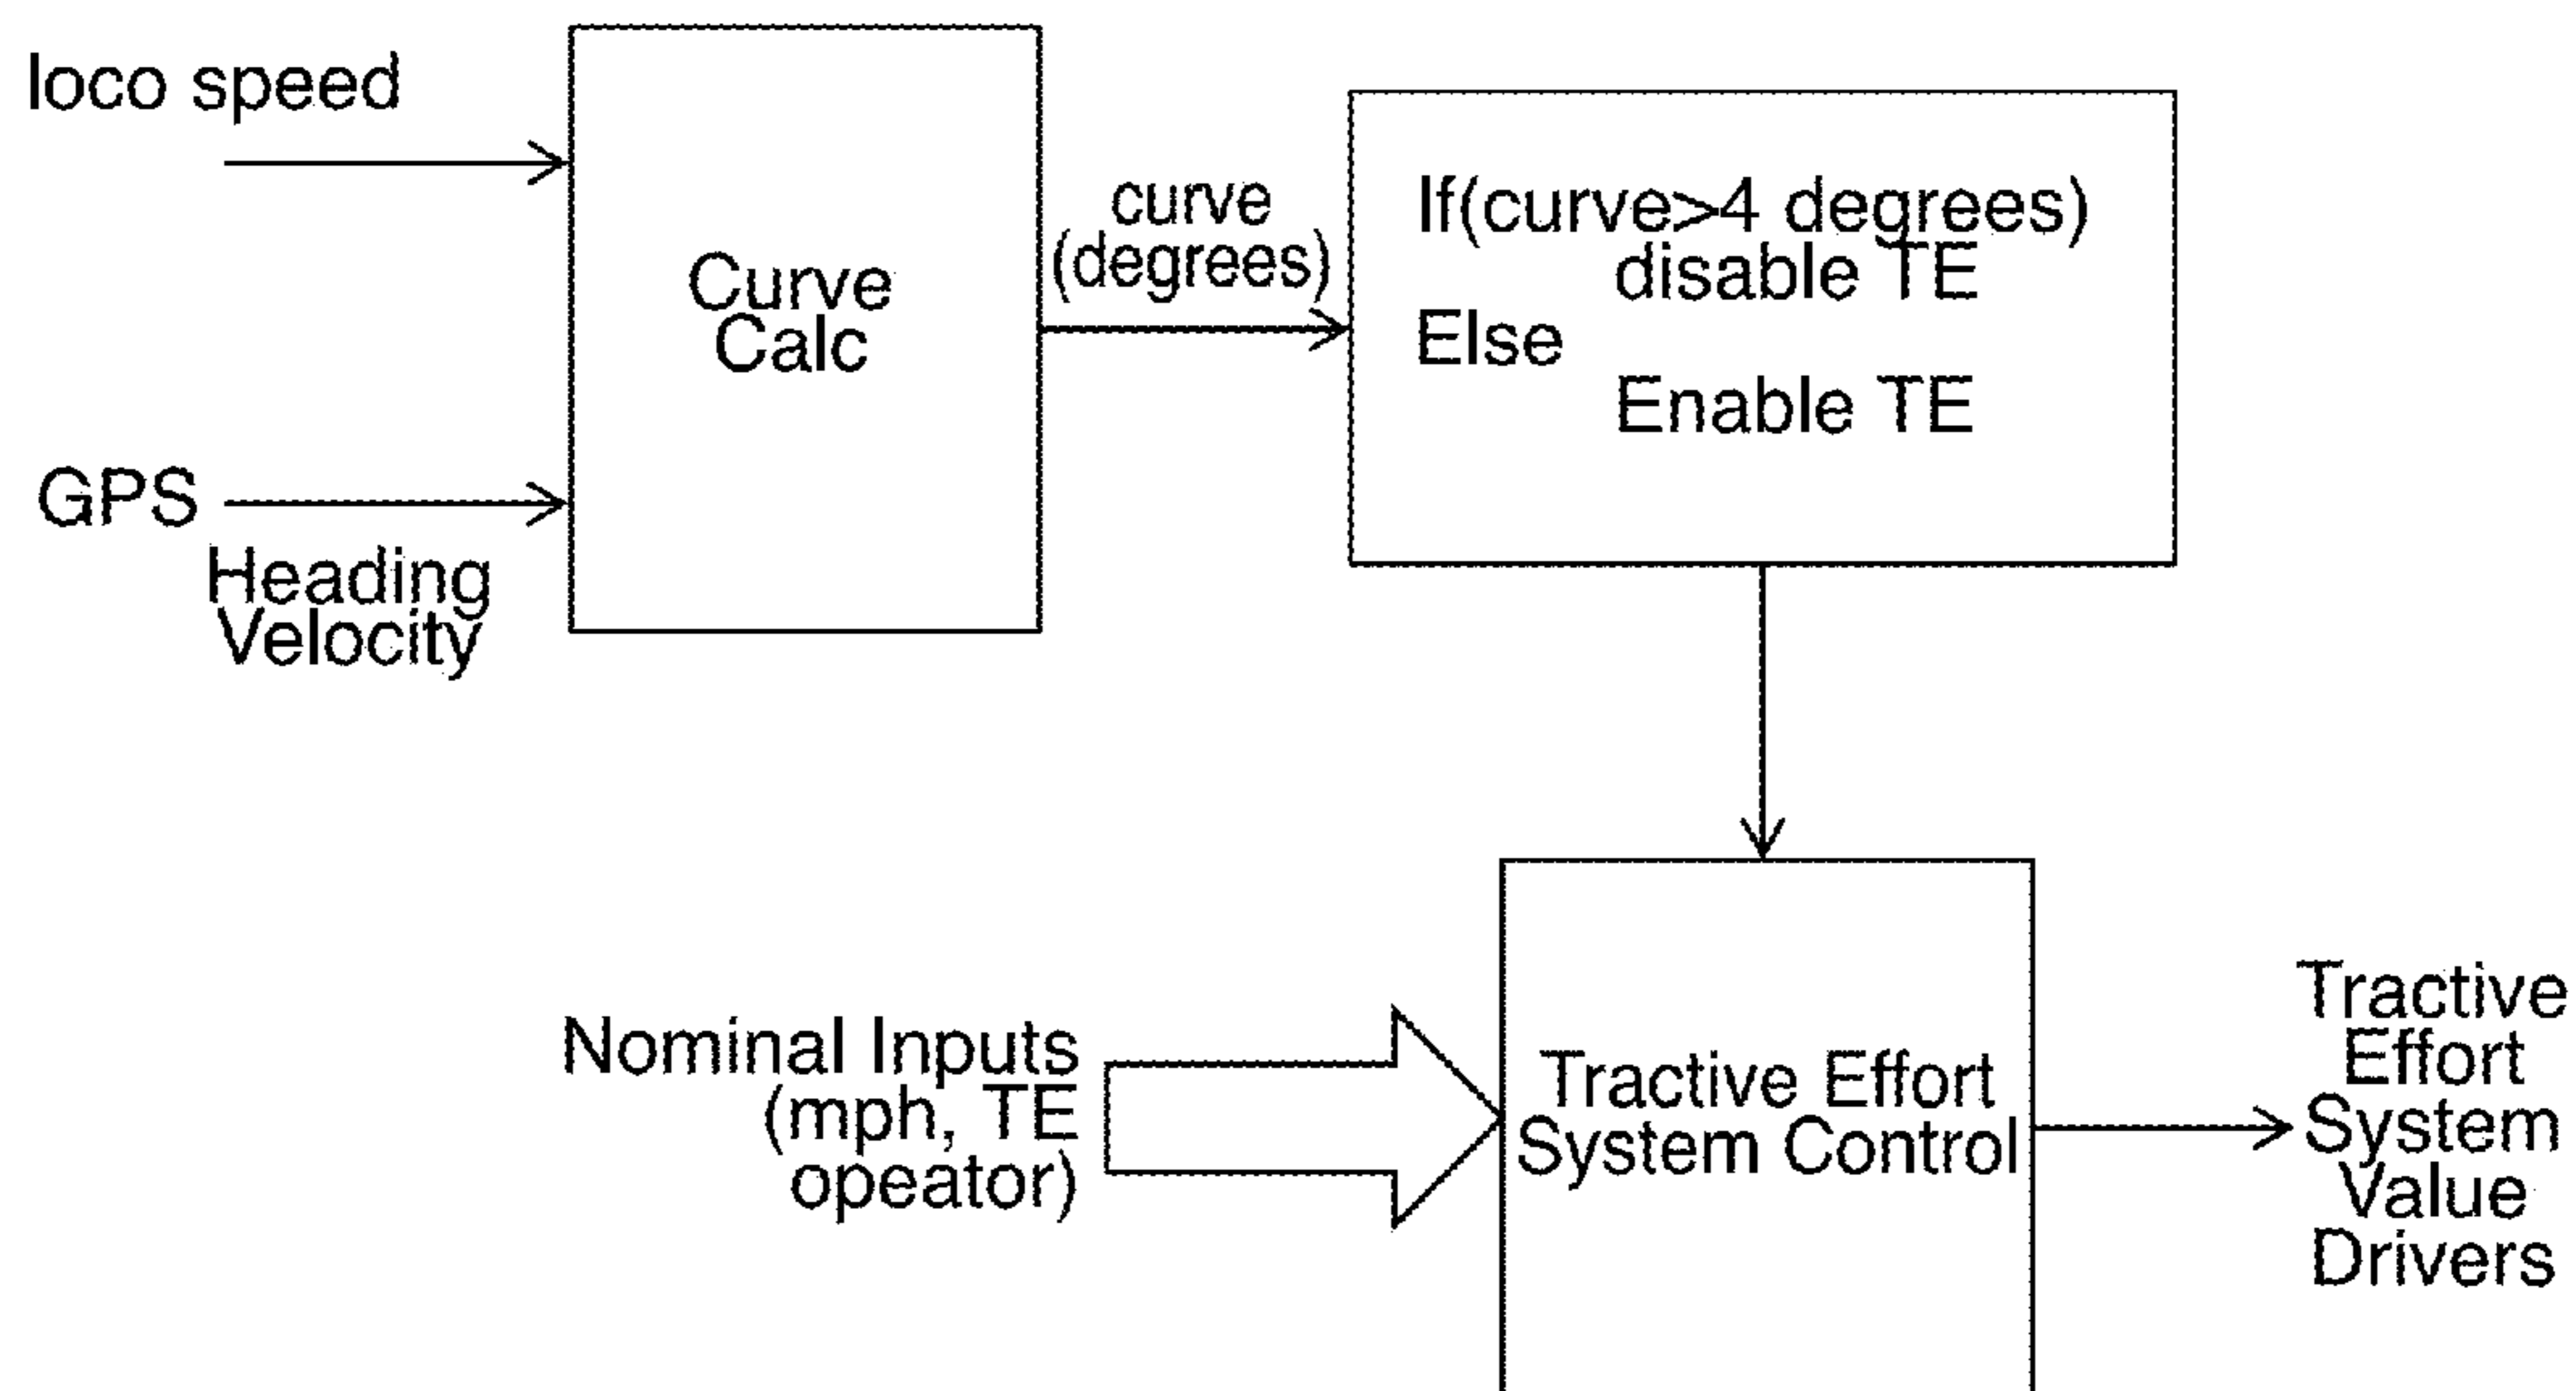 loco speed
GPS
Heading
Velocity
Curve
Calc
curve
(degrees)
If(curve>4 degrees)
disable TE
Else
Enable TE
Nominal Inputs
(mph, TE
opeator)
Tractive Effort
System Control
Tractive
Effort
System
Value
Drivers